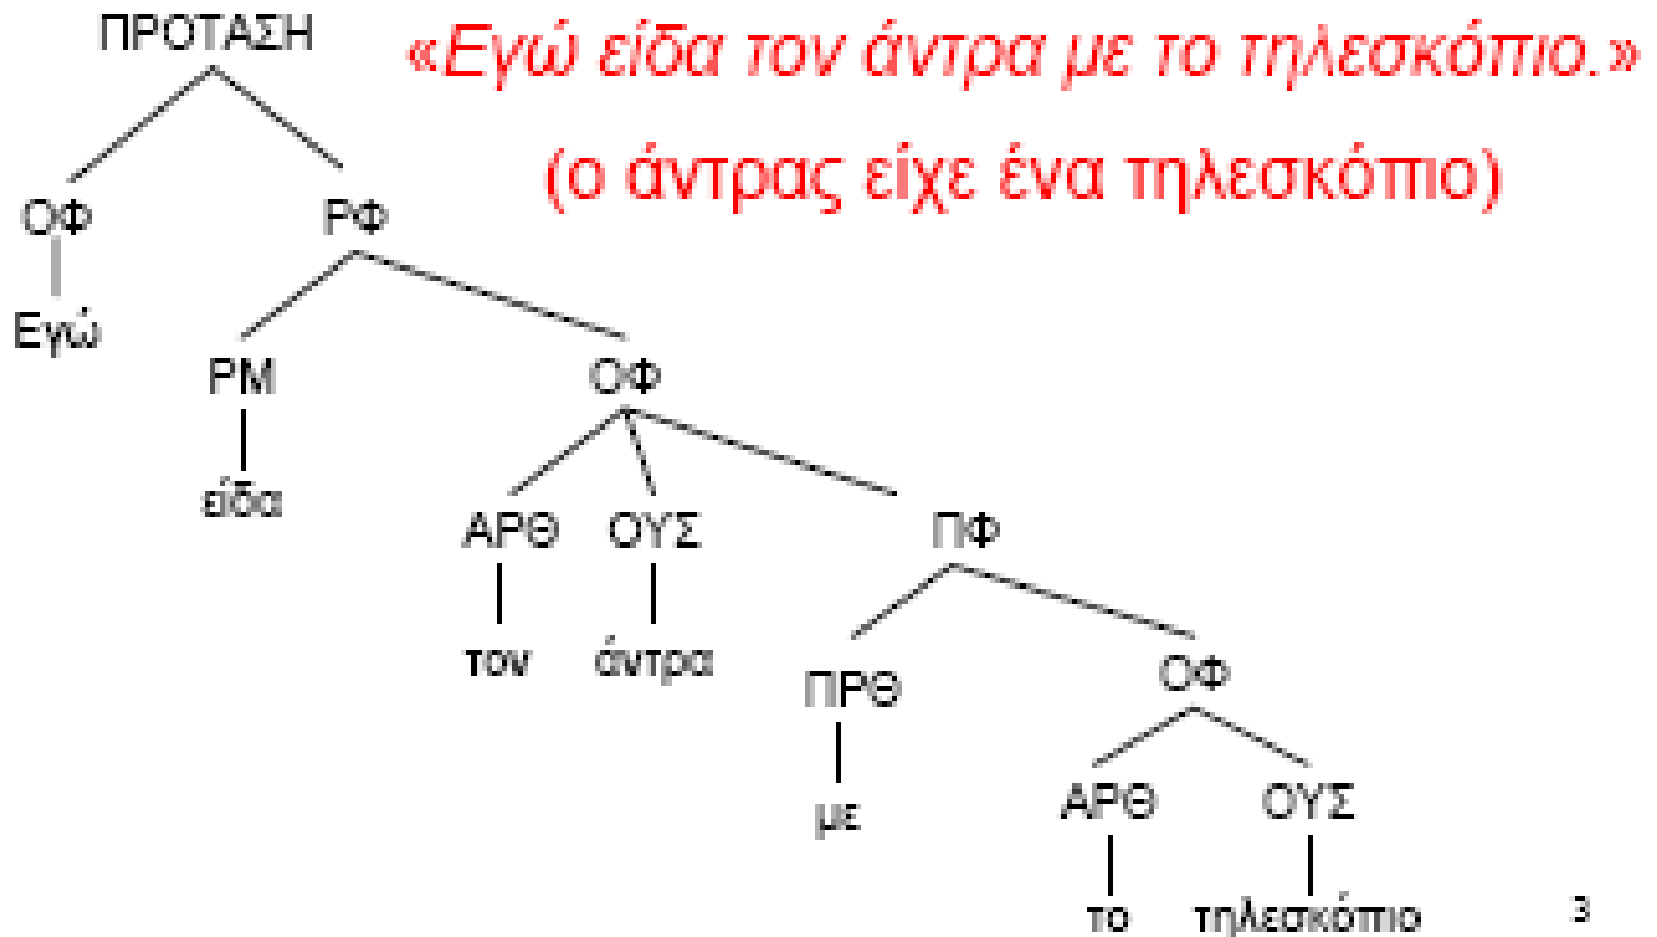 ΠΡΟΤΑΣΗ
«Εγώ είδα τον άντρα με το τηλεσκόπιο.»
(ο άντρας είχε ένα τηλεσκόπιο)
ΟΦ ΡΦ
Εγώ
ΡΜ ΟΦ
είδα
ΑΡΘ ΟΥΣ ΠΦ
τον άντρα
ΠΡΘ ΟΦ
με
ΑΡΘ ΟΥΣ
το τηλεσκόπιο
3